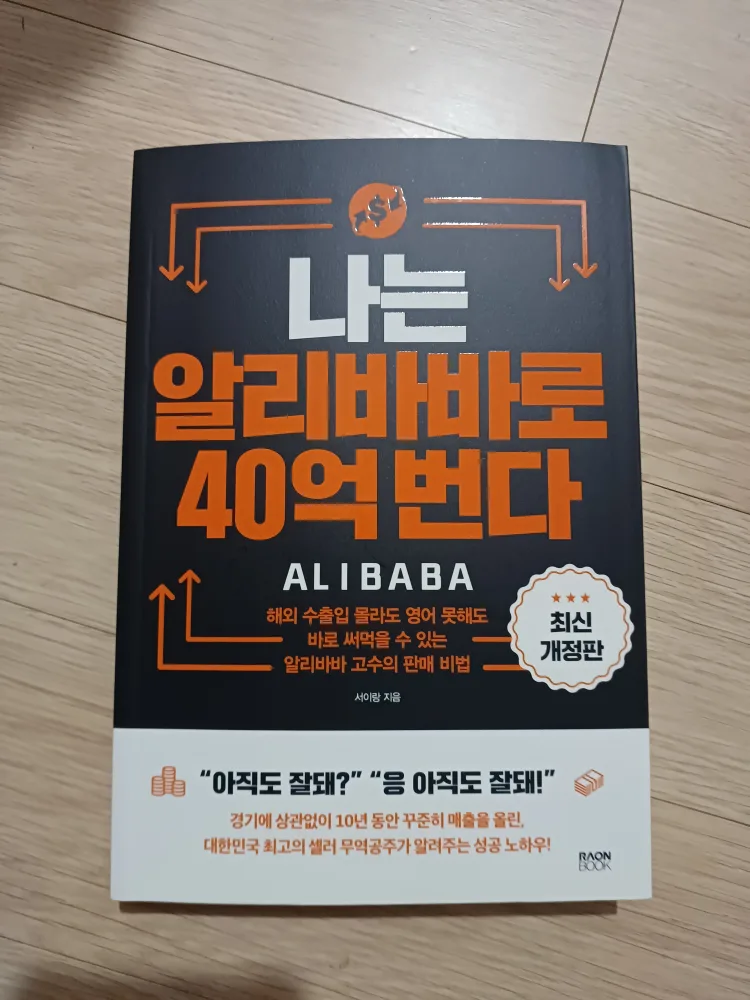 $
나는
알리바바로
40억 번다
ALIBABA
해외 수출입 몰라도 영어 못해도
바로 써먹을 수 있는
알리바바 고수의 판매 비법
서이랑 지음
최신
개정판
“아직도 잘돼?” “응 아직도 잘돼!”
경기에 상관없이 10년 동안 꾸준히 매출을 올린,
대한민국 최고의 셀러 무역공주가 알려주는 성공 노하우!
RAON
BOOK